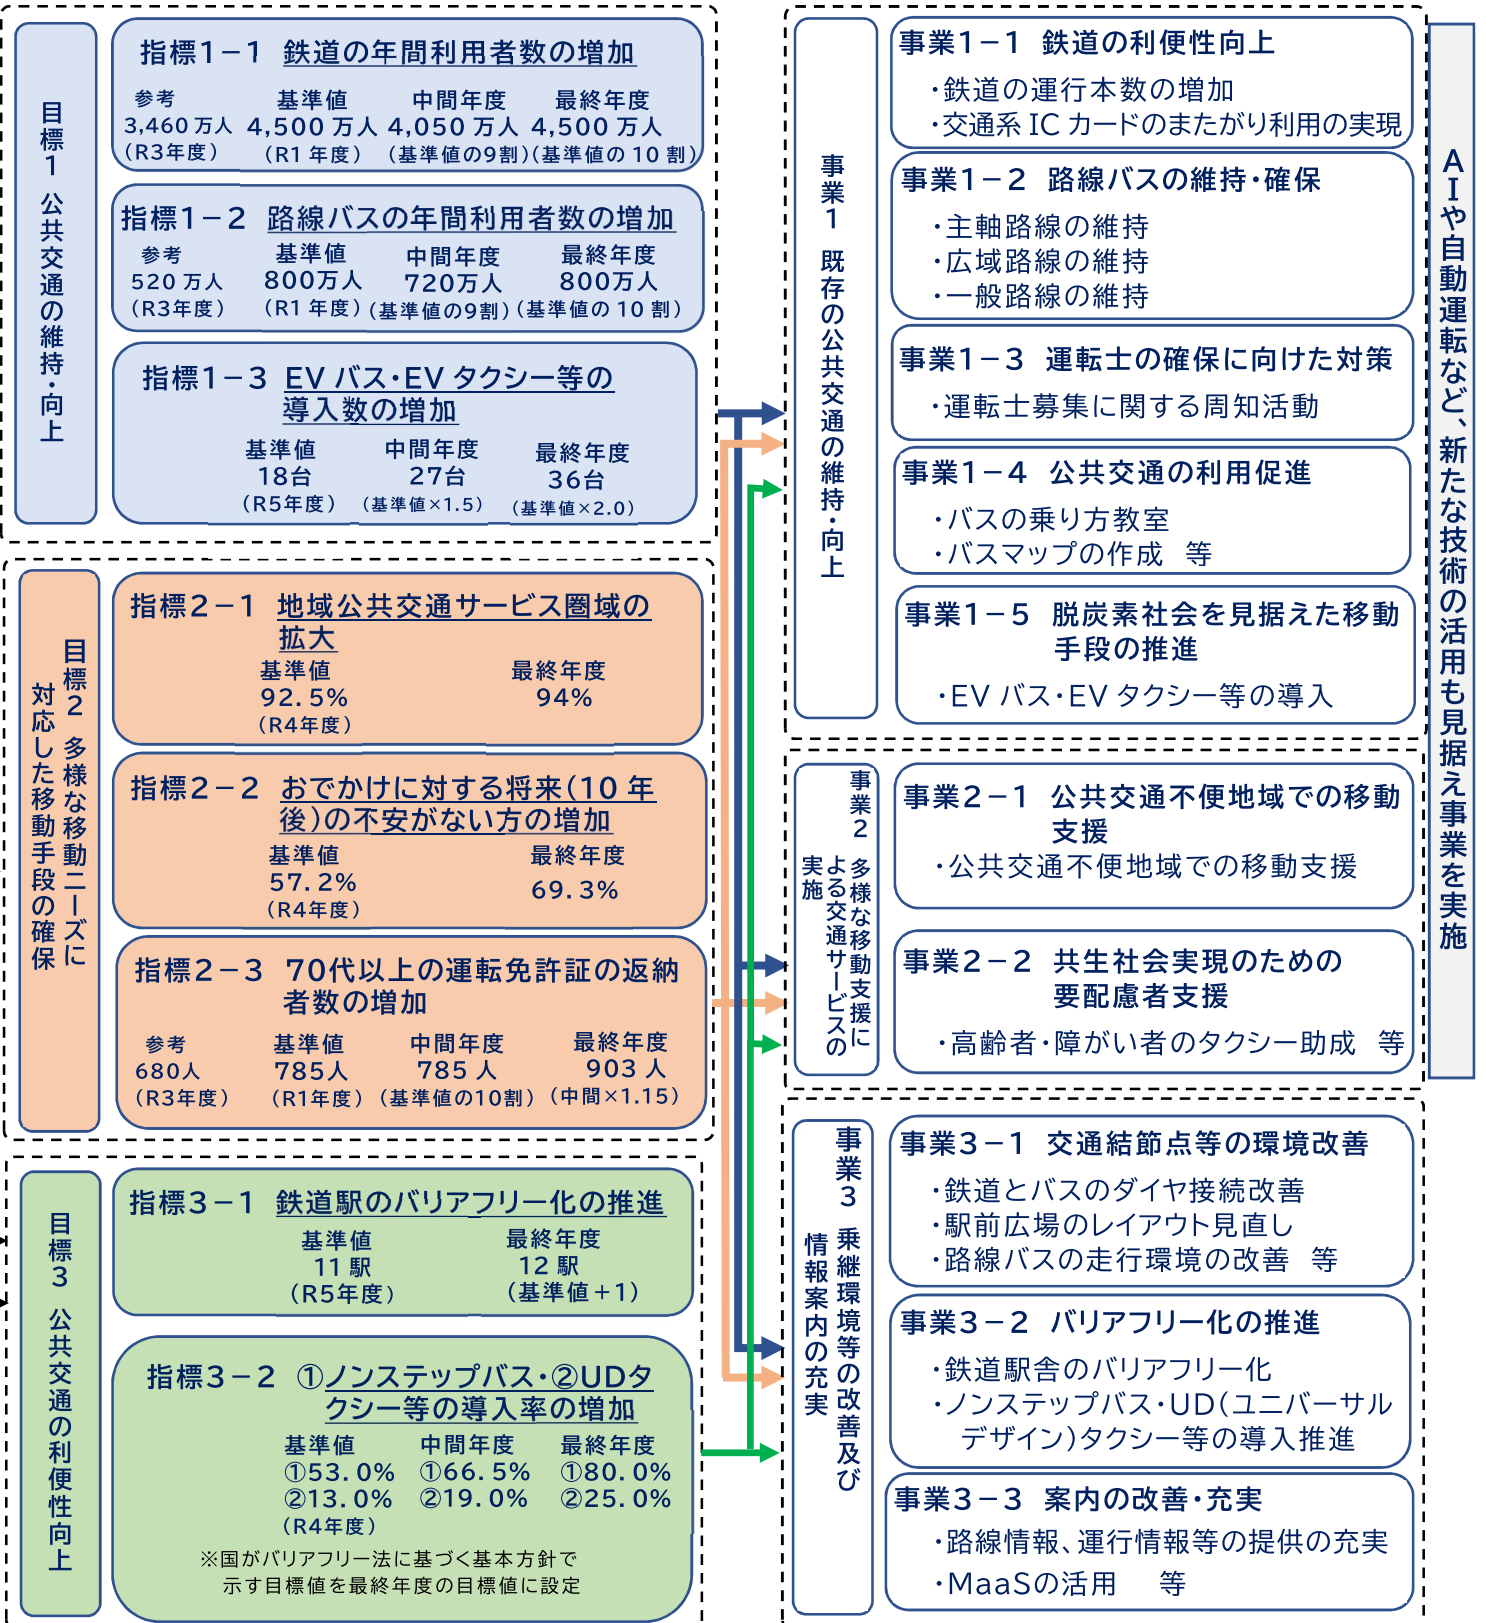 目標1 公共交通の維持・向上
指標1－1 鉄道の年間利用者数の増加
参考 基準値 中間年度 最終年度
3,460万人 4,500万人 4,050万人 4,500万人
(R3年度) (R1年度) (基準値の9割) (基準値の10割)
指標1－2 路線バスの年間利用者数の増加
参考 基準値 中間年度 最終年度
520万人 800万人 720万人 800万人
(R3年度) (R1年度) (基準値の9割) (基準値の10割)
指標1－3 EVバス・EVタクシー等の
導入数の増加
基準値 中間年度 最終年度
18台 27台 36台
(R5年度) (基準値×1.5) (基準値×2.0)
目標2 多様な移動ニーズに
対応した移動手段の確保
指標2－1 地域公共交通サービス圏域の
拡大
基準値 最終年度
92.5% 94%
(R4年度)
指標2－2 おでかけに対する将来(10年
後)の不安がない方の増加
基準値 最終年度
57.2% 69.3%
(R4年度)
指標2－3 70代以上の運転免許証の返納
者数の増加
参考 基準値 中間年度 最終年度
680人 785人 785人 903人
(R3年度) (R1年度) (基準値の10割) (中間×1.15)
目標3 公共交通の利便性向上
指標3－1 鉄道駅のバリアフリー化の推進
基準値 最終年度
11駅 12駅
(R5年度) (基準値+1)
指標3－2 ①ノンステップバス・②UDタ
クシー等の導入率の増加
基準値 中間年度 最終年度
①53.0% ①66.5% ①80.0%
②13.0% ②19.0% ②25.0%
(R4年度)
※国がバリアフリー法に基づく基本方針で
示す目標値を最終年度の目標値に設定
事業1 既存の公共交通の維持・向上
事業1－1 鉄道の利便性向上
・鉄道の運行本数の増加
・交通系ICカードのまたがり利用の実現
事業1－2 路線バスの維持・確保
・主軸路線の維持
・広域路線の維持
・一般路線の維持
事業1－3 運転士の確保に向けた対策
・運転士募集に関する周知活動
事業1－4 公共交通の利用促進
・バスの乗り方教室
・バスマップの作成 等
事業1－5 脱炭素社会を見据えた移動
手段の推進
・EVバス・EVタクシー等の導入
事業2 多様な移動支援に
よる交通サービスの
実施
事業2－1 公共交通不便地域での移動
支援
・公共交通不便地域での移動支援
事業2－2 共生社会実現のための
要配慮者支援
・高齢者・障がい者のタクシー助成 等
事業3 乗継環境等の改善及び
情報案内の充実
事業3－1 交通結節点等の環境改善
・鉄道とバスのダイヤ接続改善
・駅前広場のレイアウト見直し
・路線バスの走行環境の改善 等
事業3－2 バリアフリー化の推進
・鉄道駅舎のバリアフリー化
・ノンステップバス・UD(ユニバーサル
デザイン)タクシー等の導入推進
事業3－3 案内の改善・充実
・路線情報、運行情報等の提供の充実
・MaaSの活用 等
AIや自動運転など、新たな技術の活用も見据え事業を実施